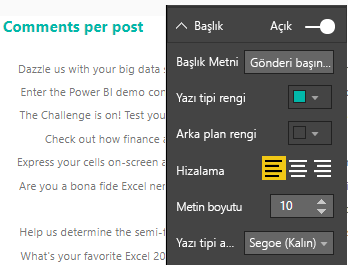 Comments per post
Dazzle us with your big data s
Enter the Power BI demo con
The Challenge is on! Test you
Check out how finance a
Express your cells on-screen a
Are you a bona fide Excel ner
Help us determine the semi-f
What's your favorite Excel 20
Başlık Açık
Başlık Metni Gönderi başın...
Yazı tipi rengi
Arka plan rengi
Hizalama
Metin boyutu 10
Yazı tipi a... Segoe (Kalın)